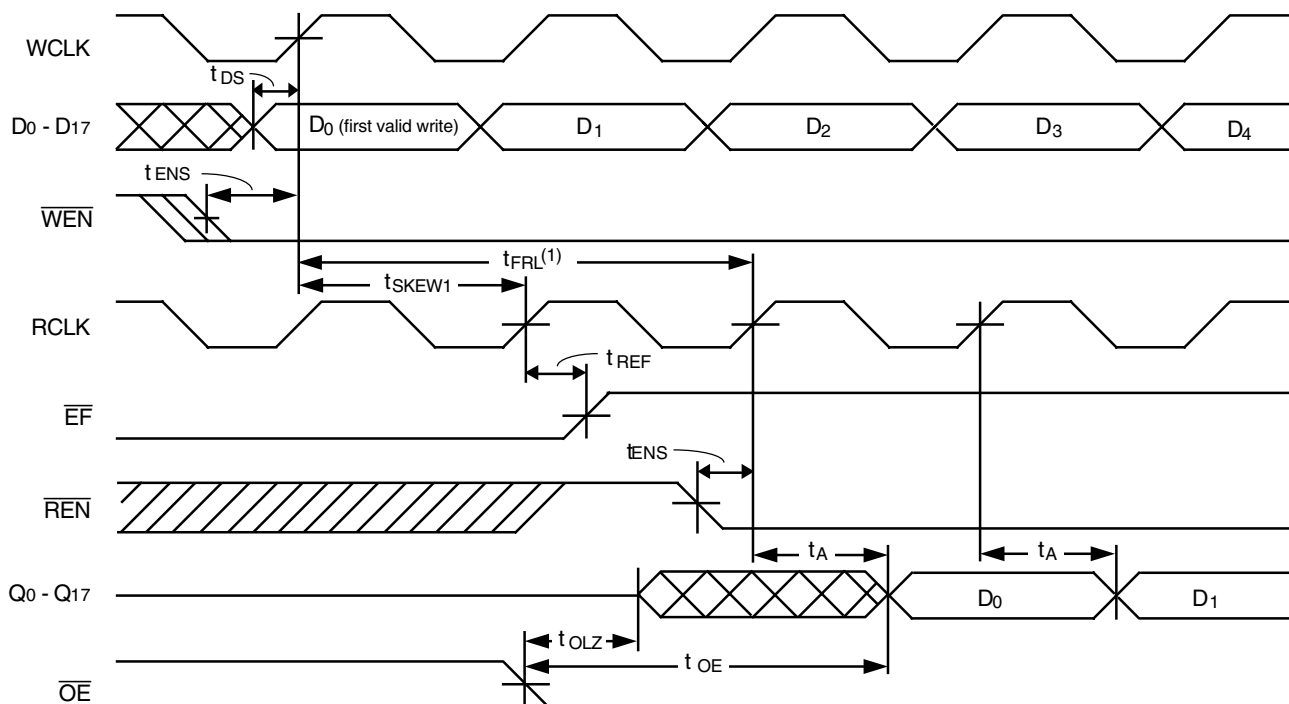 WCLK
tDS
D0 - D17
D0 (first valid write)
D1
D2
D3
D4
tENS
WEN
tFRL(1)
tSKEW1
RCLK
tREF
EF
tENS
REN
tA
tA
Q0 - Q17
D0
D1
tOLZ
tOE
OE